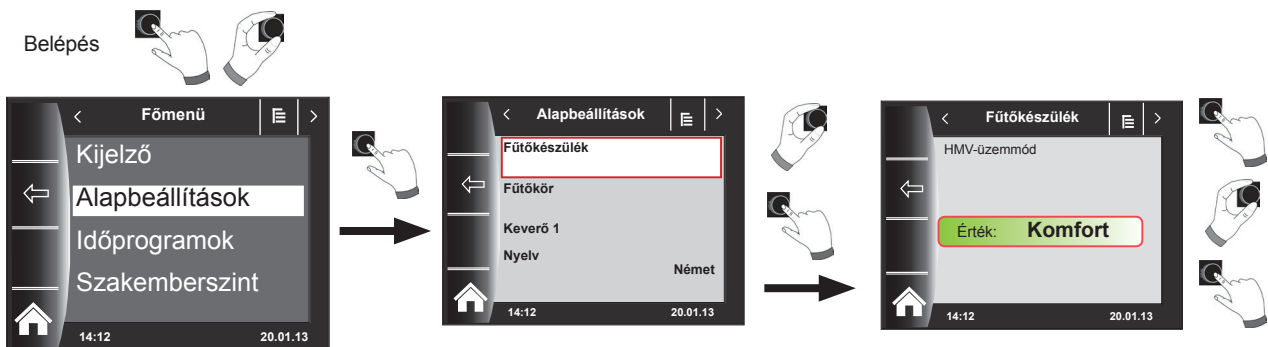 Belépés
Főmenü
Kijelző
Alapbeállítások
Időprogramok
Szakemberszint
14:12 20.01.13
Alapbeállítások
Fűtőkészülék
Fűtőkör
Keverő 1
Nyelv
Német
14:12 20.01.13
Fűtőkészülék
HMV-üzemmód
Érték: Komfort
14:12 20.01.13